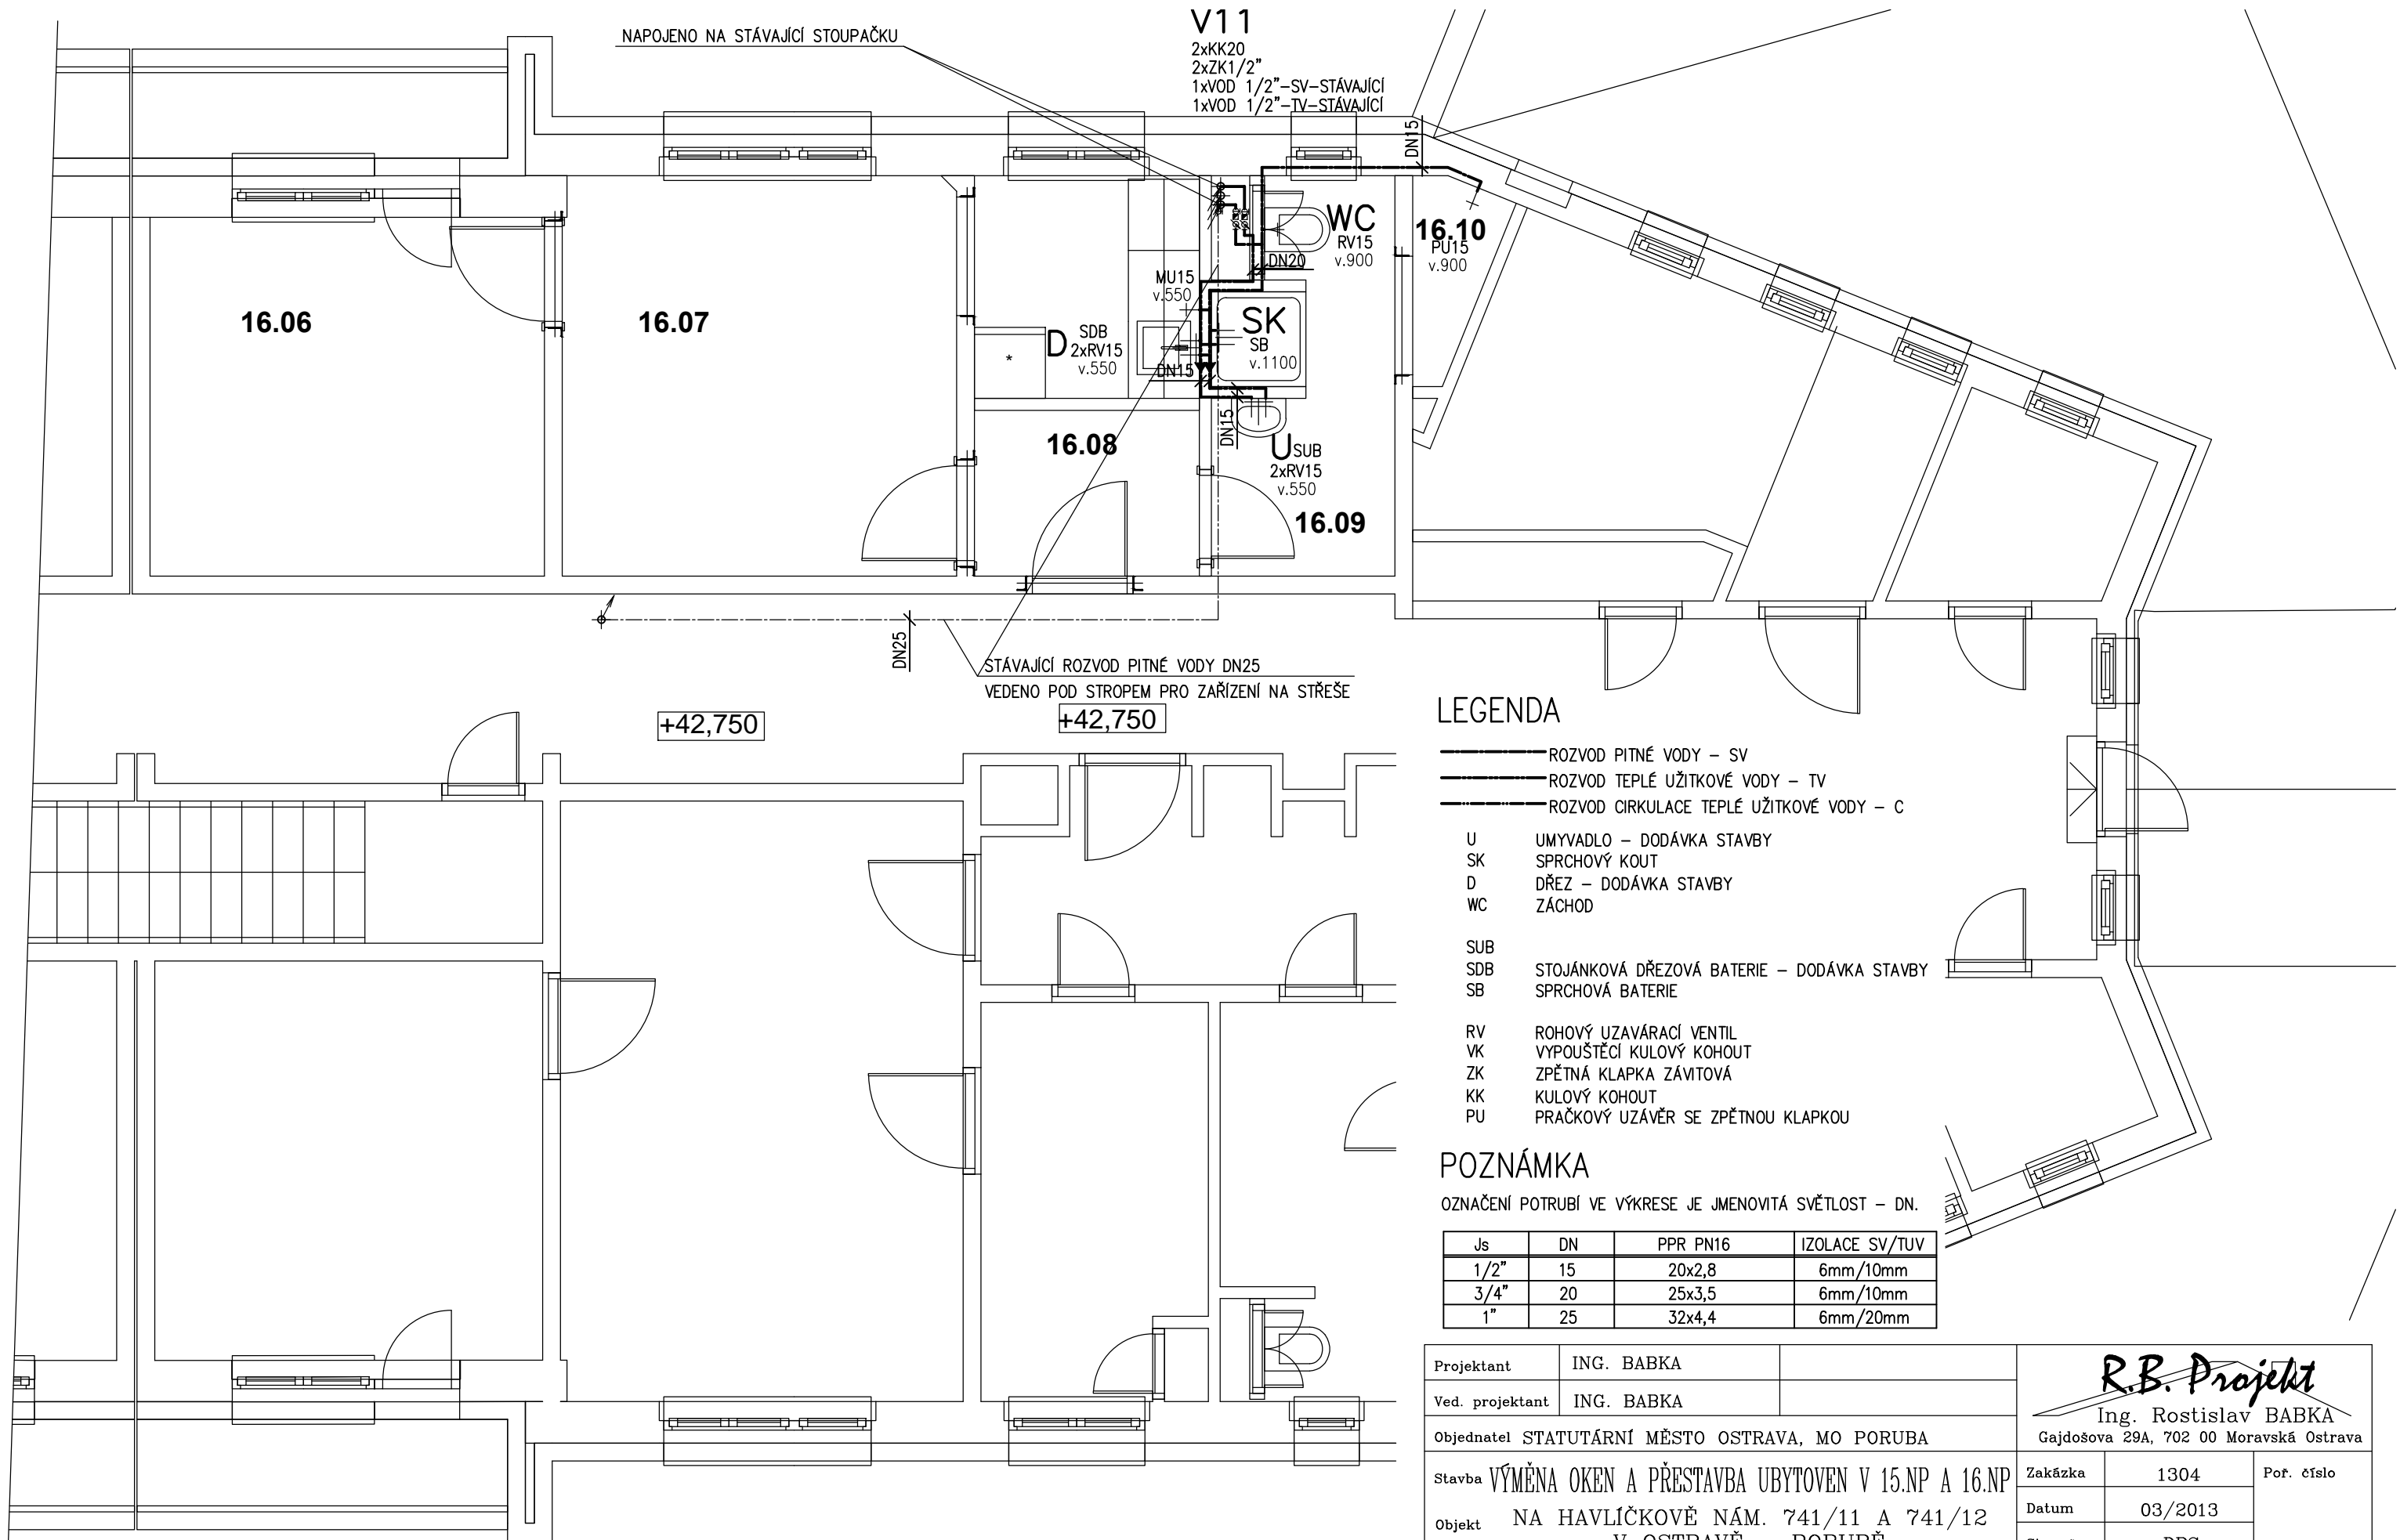 NAPOJENO NA STÁVAJÍCÍ STOUPAČKU
V11
2xKK20
2xZK1/2"
1xVOD 1/2"-SV-STÁVAJÍCÍ
1xVOD 1/2"-TV-STÁVAJÍCÍ
DN15
WC
RV15
v.900
16.10
PU15
v.900
DN20
MU15
v.550
16.06
16.07
D
SDB
2xRV15
v.550
*
SK
SB
v.1100
DN15
DN15
16.08
U SUB
2xRV15
v.550
16.09
DN25
STÁVAJÍCÍ ROZVOD PITNÉ VODY DN25
VEDENO POD STROPEM PRO ZAŘÍZENÍ NA STŘEŠE
+42,750
+42,750
LEGENDA
ROZVOD PITNÉ VODY – SV
ROZVOD TEPLÉ UŽITKOVÉ VODY – TV
ROZVOD CIRKULACE TEPLÉ UŽITKOVÉ VODY – C
U UMYVADLO – DODÁVKA STAVBY
SK SPRCHOVÝ KOUT
D DŘEZ – DODÁVKA STAVBY
WC ZÁCHOD
SUB
SDB STOJÁNKOVÁ DŘEZOVÁ BATERIE – DODÁVKA STAVBY
SB SPRCHOVÁ BATERIE
RV ROHOVÝ UZAVÁRACÍ VENTIL
VK VYPOUŠTĚCÍ KULOVÝ KOHOUT
ZK ZPĚTNÁ KLAPKA ZÁVITOVÁ
KK KULOVÝ KOHOUT
PU PRAČKOVÝ UZÁVĚR SE ZPĚTNOU KLAPKOU
POZNÁMKA
OZNAČENÍ POTRUBÍ VE VÝKRESE JE JMENOVITÁ SVĚTLOST – DN.
Js DN PPR PN16 IZOLACE SV/TUV
1/2" 15 20x2,8 6mm/10mm
3/4" 20 25x3,5 6mm/10mm
1" 25 32x4,4 6mm/20mm
Projektant ING. BABKA
Ved. projektant ING. BABKA
Objednatel STATUTÁRNÍ MĚSTO OSTRAVA, MO PORUBA
R.B. Projekt
Ing. Rostislav BABKA
Gajdošova 29A, 702 00 Moravská Ostrava
Stavba VÝMĚNA OKEN A PŘESTAVBA UBYTOVEN V 15.NP A 16.NP
Objekt NA HAVLÍČKOVĚ NÁM. 741/11 A 741/12
V OSTRAVĚ PORUBĚ
Zakázka 1304
Poř. číslo
Datum 03/2013